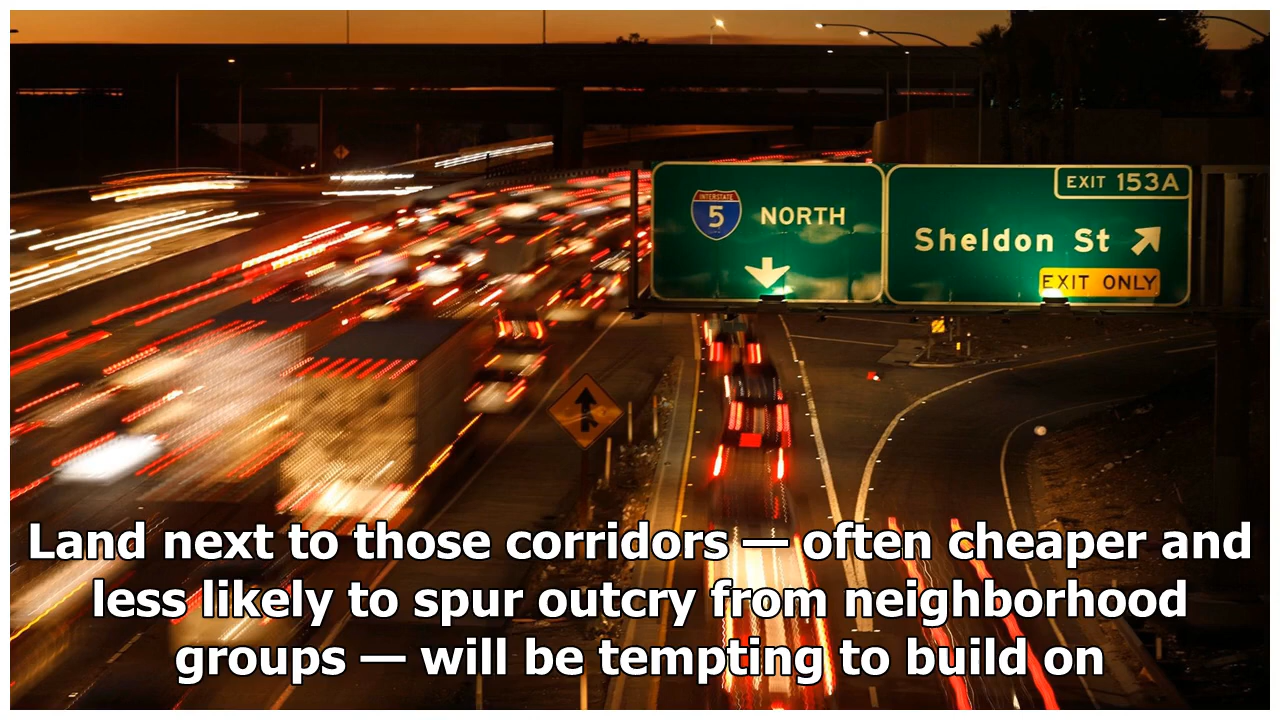 INTERSTATE
5
NORTH
EXIT 153A
Sheldon St
EXIT ONLY
Land next to those corridors — often cheaper and
less likely to spur outcry from neighborhood
groups — will be tempting to build on